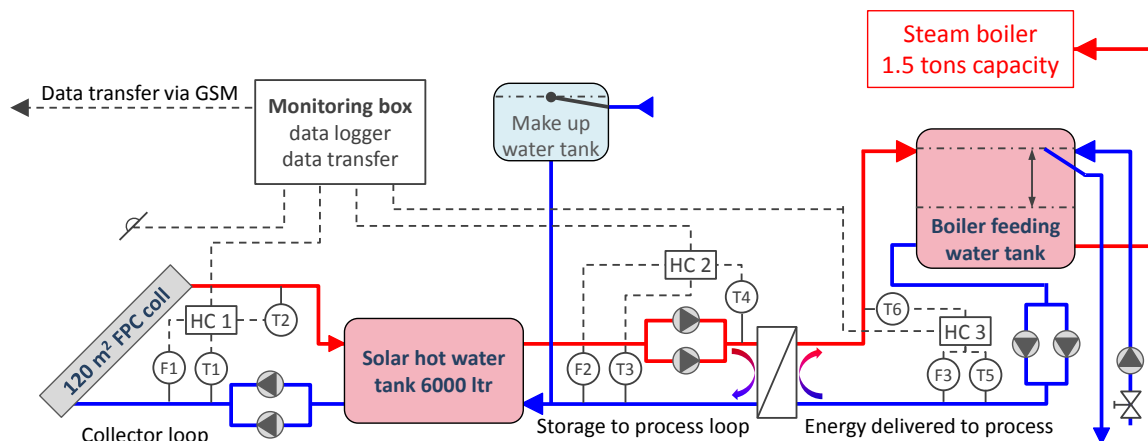 Steam boiler
1.5 tons capacity
Data transfer via GSM
Monitoring box
data logger
data transfer
Make up
water tank
Boiler feeding
water tank
120 m² FPC coll
HC 1
T2
F1
T1
Solar hot water
tank 6000 ltr
HC 2
T4
F2
T3
T6
HC 3
F3
T5
Collector loop
Storage to process loop
Energy delivered to process